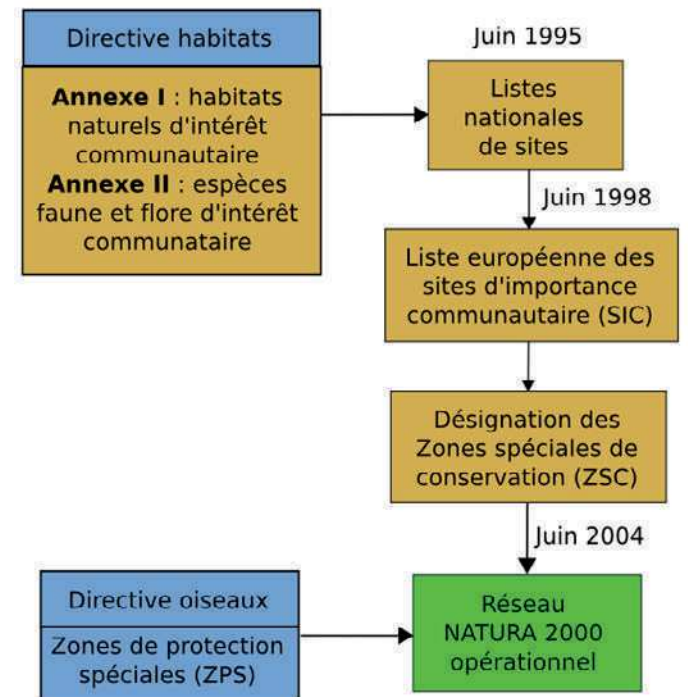 Directive habitats
Annexe I : habitats
naturels d'intérêt
communautaire
Annexe II : espèces
faune et flore d'intérêt
communataire
Juin 1995
Listes
nationales
de sites
Juin 1998
Liste européenne des
sites d'importance
communautaire (SIC)
Désignation des
Zones spéciales de
conservation (ZSC)
Juin 2004
Directive oiseaux
Zones de protection
spéciales (ZPS)
Réseau
NATURA 2000
opérationnel